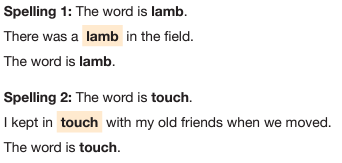 Spelling 1: The word is lamb.
There was a lamb in the field.
The word is lamb.
Spelling 2: The word is touch.
I kept in touch with my old friends when we moved.
The word is touch.